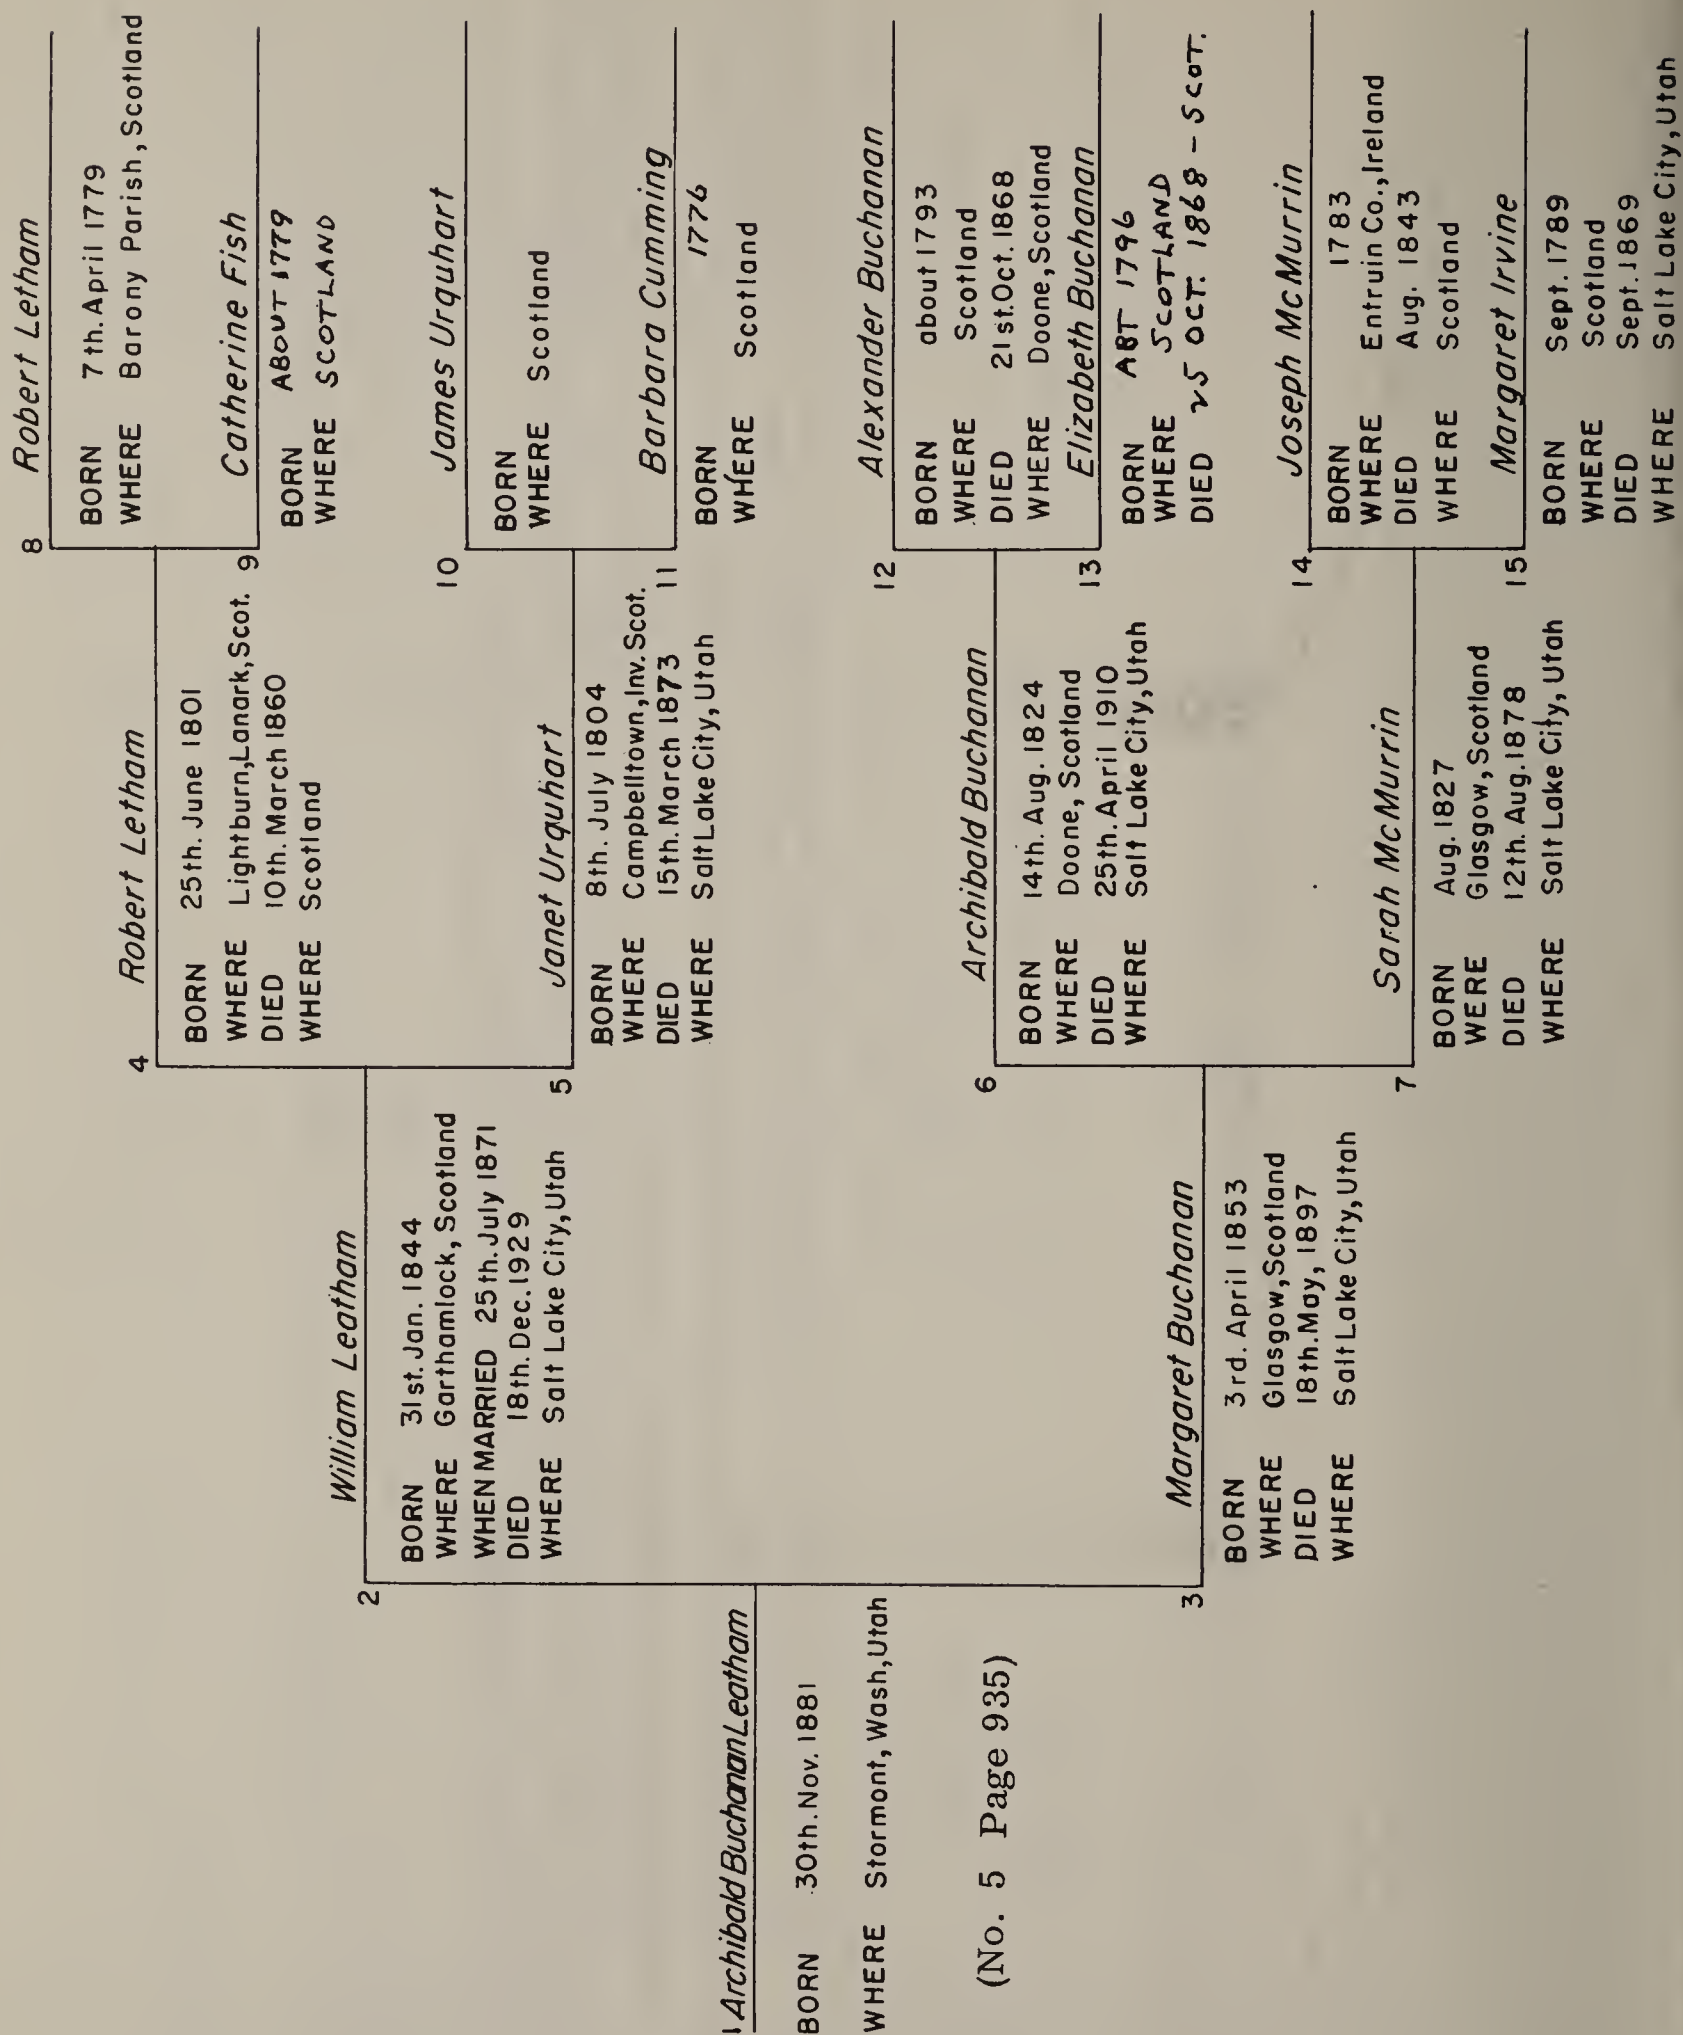 1 Archibald Buchanan Leatham
BORN 30th. Nov. 1881
WHERE Stormont, Wash, Utah
(No. 5 Page 935)
2
William Leatham
BORN 31st. Jan. 1844
WHERE Garthamlock, Scotland
WHEN MARRIED 25th. July 1871
DIED 18th. Dec. 1929
WHERE Salt Lake City, Utah
3
Margaret Buchanan
BORN 3rd. April 1853
WHERE Glasgow, Scotland
DIED 18th. May, 1897
WHERE Salt Lake City, Utah
4
Robert Letham
BORN 25th. June 1801
WHERE Lightburn, Lanark, Scot.
DIED 10th. March 1860
WHERE Scotland
5
Janet Urquhart
BORN 8th. July 1804
WHERE Campbelltown, Inv. Scot.
DIED 15th. March 1873
WHERE Salt Lake City, Utah
6
Archibald Buchanan
BORN 14th. Aug. 1824
WHERE Doone, Scotland
DIED 25th. April 1910
WHERE Salt Lake City, Utah
7
Sarah McMurrin
BORN Aug. 1827
WERE Glasgow, Scotland
DIED 12th. Aug. 1878
WHERE Salt Lake City, Utah
8
Robert Letham
BORN 7th. April 1779
WHERE Barony Parish, Scotland
9
Catherine Fish
BORN ABOUT 1779
WHERE SCOTLAND
10
James Urquhart
BORN
WHERE Scotland
11
Barbara Cumming
BORN 1776
WHERE Scotland
12
Alexander Buchanan
BORN about 1793
WHERE Scotland
DIED 21st. Oct. 1868
WHERE Doone, Scotland
13
Elizabeth Buchanan
BORN ABT 1796
WHERE SCOTLAND
DIED 25 OCT. 1868 - SCOT.
14
Joseph McMurrin
BORN 1783
WHERE Entruin Co., Ireland
DIED Aug. 1843
WHERE Scotland
15
Margaret Irvine
BORN Sept. 1789
WHERE Scotland
DIED Sept. 1869
WHERE Salt Lake City, Utah